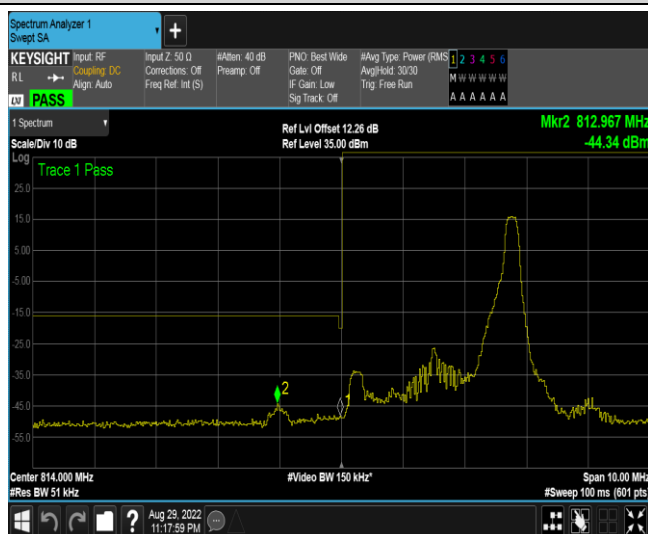 Spectrum Analyzer 1
Swept SA
+
KEYSIGHT
RL
LXI
PASS
Input: RF
Coupling: DC
Align: Auto
Input Z: 50 Ω
Corrections: Off
Freq Ref: Int (S)
#Atten: 40 dB
Preamp: Off
PNO: Best Wide
Gate: Off
IF Gain: Low
Sig Track: Off
#Avg Type: Power (RMS
Avg|Hold: 30/30
Trig: Free Run
1 2 3 4 5 6
M W W W W W
A A A A A A
1 Spectrum
Scale/Div 10 dB
Ref Lvl Offset 12.26 dB
Ref Level 35.00 dBm
Mkr2 812.967 MHz
-44.34 dBm
Log
Trace 1 Pass
25.0
15.0
5.00
-5.00
-15.0
-25.0
-35.0
-45.0
-55.0
2
1
Center 814.000 MHz
#Res BW 51 kHz
#Video BW 150 kHz*
Span 10.00 MHz
#Sweep 100 ms (601 pts)
?
Aug 29, 2022
11:17:59 PM